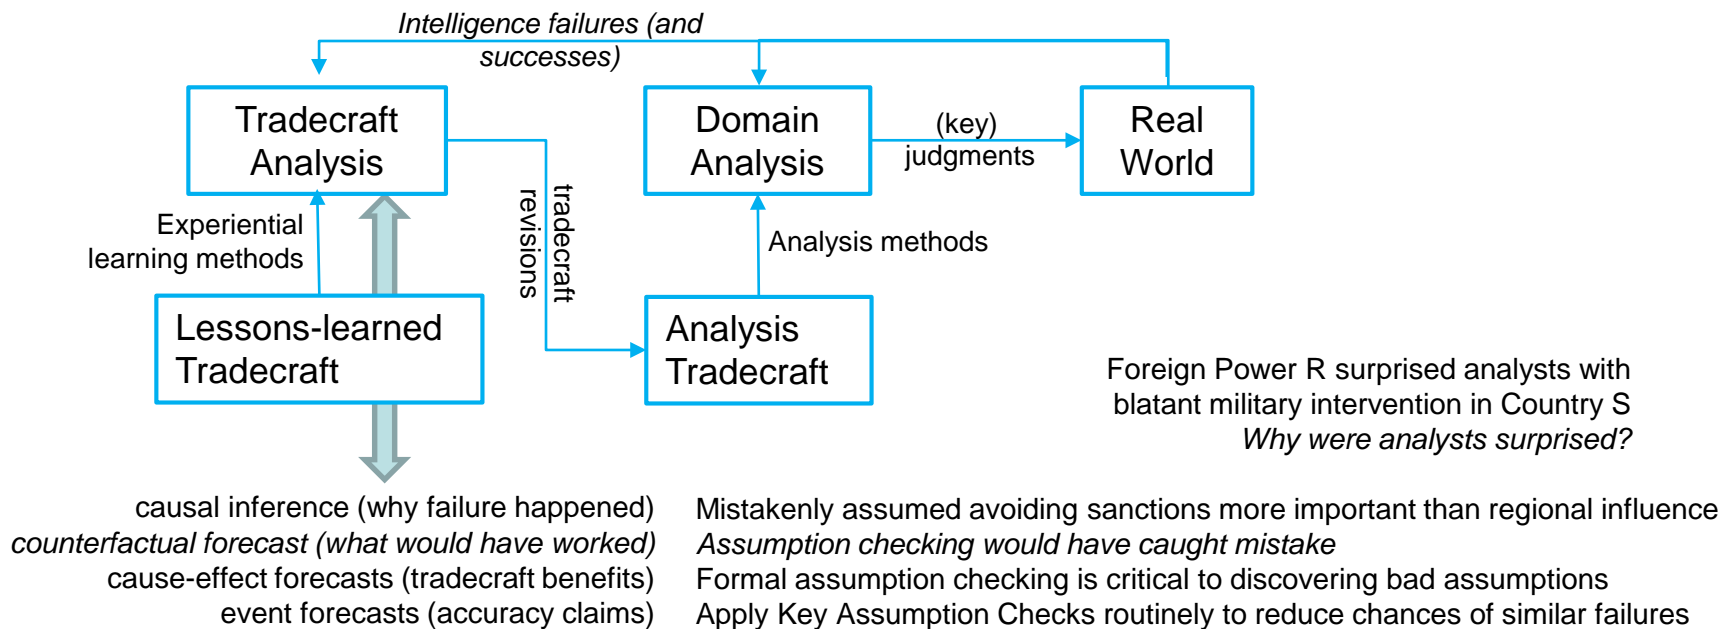 Intelligence failures (and
successes)
Tradecraft
Analysis
Domain
Analysis
(key)
judgments
Real
World
tradecraft
revisions
Experiential
learning methods
Analysis methods
Lessons-learned
Tradecraft
Analysis
Tradecraft
Foreign Power R surprised analysts with
blatant military intervention in Country S
Why were analysts surprised?
causal inference (why failure happened)
Mistakenly assumed avoiding sanctions more important than regional influence
counterfactual forecast (what would have worked)
Assumption checking would have caught mistake
cause-effect forecasts (tradecraft benefits)
Formal assumption checking is critical to discovering bad assumptions
event forecasts (accuracy claims)
Apply Key Assumption Checks routinely to reduce chances of similar failures